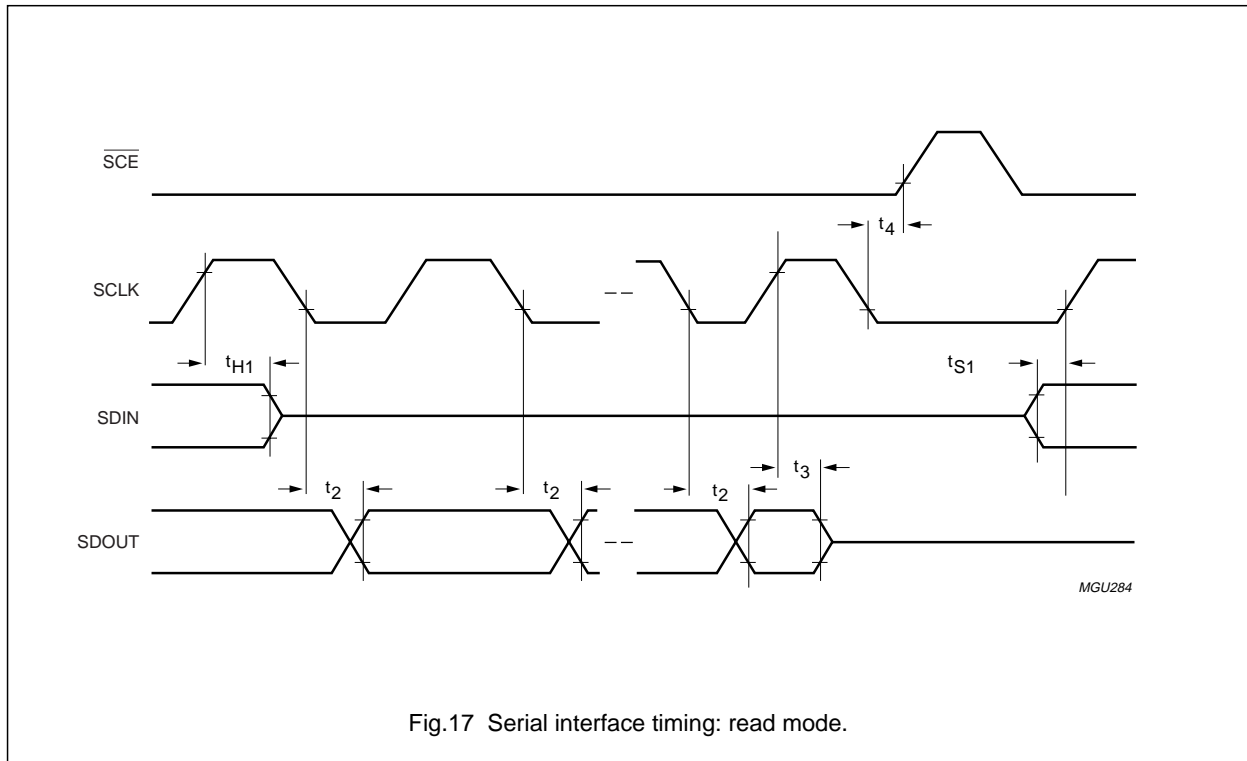 SCE
t4
SCLK
tH1
tS1
SDIN
t2
t2
t2
t3
SDOUT
MGU284
Fig.17 Serial interface timing: read mode.